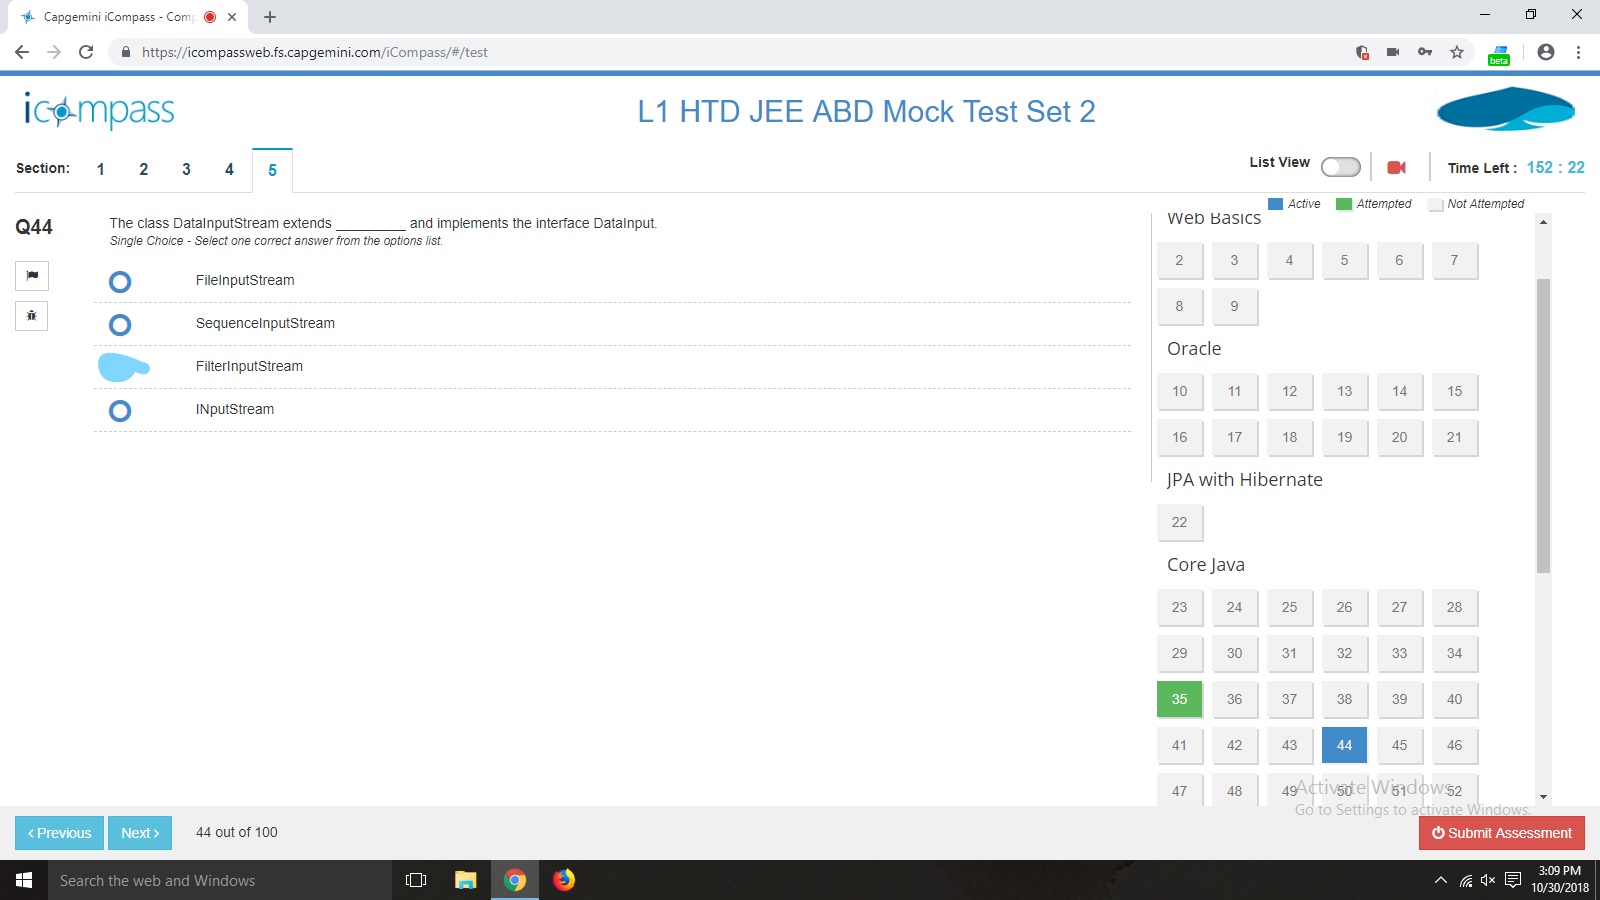 Capgemini iCompass - Comp
https://icompassweb.fs.capgemini.com/iCompass/#/test
beta
icompass
L1 HTD JEE ABD Mock Test Set 2
Section: 1 2 3 4 5
List View
Time Left : 152 : 22
Active Attempted Not Attempted
Q44
The class DataInputStream extends _________ and implements the interface DataInput.
Single Choice - Select one correct answer from the options list.
FileInputStream
SequenceInputStream
FilterInputStream
INputStream
Web Basics
2 3 4 5 6 7
8 9
Oracle
10 11 12 13 14 15
16 17 18 19 20 21
JPA with Hibernate
22
Core Java
23 24 25 26 27 28
29 30 31 32 33 34
35 36 37 38 39 40
41 42 43 44 45 46
47 48 49 50 51 52
Activate Windows
Go to Settings to activate Windows.
‹ Previous Next › 44 out of 100
Submit Assessment
Search the web and Windows
3:09 PM
10/30/2018